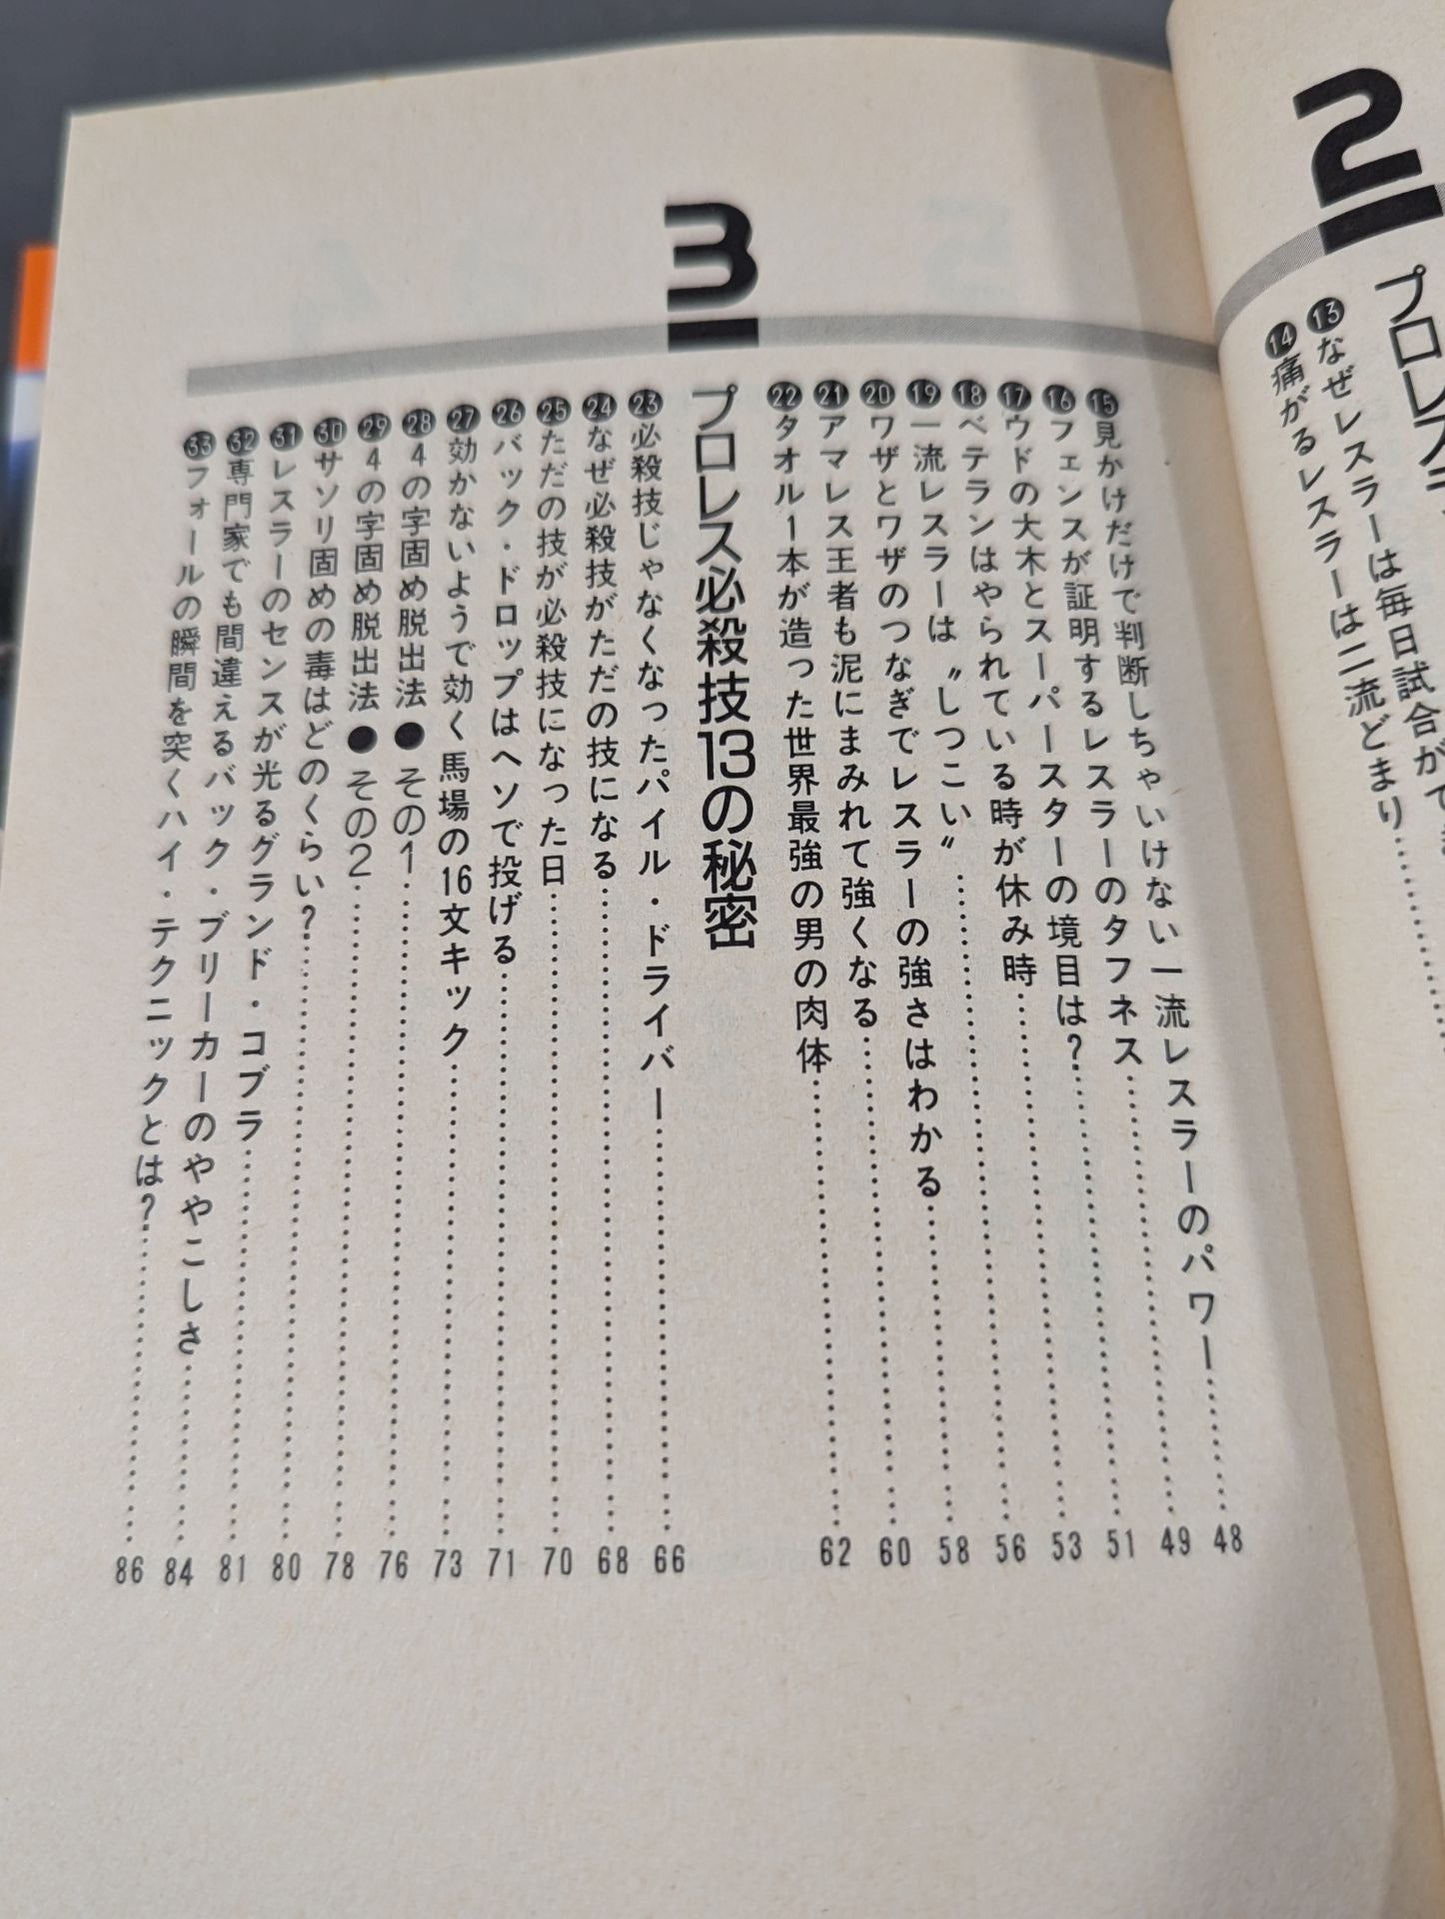 2
プロレス
⓭なぜレスラーは毎日試合がで
⓮痛がるレスラーは二流どまり
⓯見かけだけで判断しちゃいけない一流レスラーのパワー……48
⓰フェンスが証明するレスラーのタフネス……49
⓱ウドの大木とスーパースターの境目は?……51
⓲ベテランはやられている時が休み時……53
⓳一流レスラーは〝しつこい〟……56
⓴ワザとワザのつなぎでレスラーの強さはわかる……58
㉑アマレス王者も泥にまみれて強くなる……60
㉒タオル1本が造った世界最強の男の肉体……62
3
プロレス必殺技13の秘密
㉓必殺技じゃなくなったパイル・ドライバー……66
㉔なぜ必殺技がただの技になる……68
㉕ただの技が必殺技になった日……70
㉖バック・ドロップはヘソで投げる……71
㉗効かないようで効く馬場の16文キック……73
㉘4の字固め脱出法●その1……76
㉙4の字固め脱出法●その2……78
㉚サソリ固めの毒はどのくらい?……80
㉛レスラーのセンスが光るグランド・コブラ……81
㉜専門家でも間違えるバック・ブリーカーのややこしさ……84
㉝フォールの瞬間を突くハイ・テクニックとは?……86